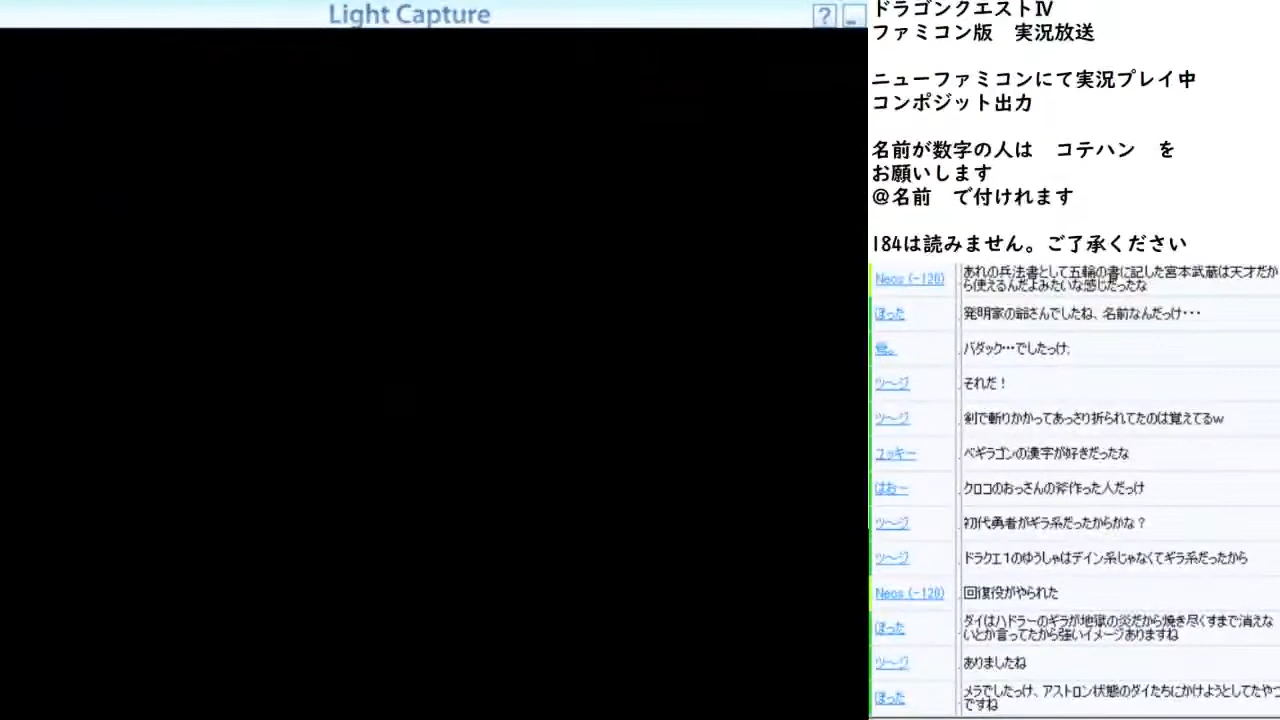 Light Capture
?
ドラゴンクエストⅣ
ファミコン版　実況放送
ニューファミコンにて実況プレイ中
コンポジット出力
名前が数字の人は　コテハン　を
お願いします
@名前　で付けれます
184は読みません。ご了承ください
Neos (-120) あれの兵法書として五輪の書に記した宮本武蔵は天才だか
ら使えるんだよみたいな感じだったな
ぽった 発明家の爺さんでしたね、名前なんだっけ・・・
バダック…でしたっけ。
ツ～ジ それだ！
ツ～ジ 剣で斬りかかってあっさり折られてたのは覚えてるw
ユッキー ベギラゴンの漢字が好きだったな
はおー クロコのおっさんの斧作った人だっけ
ツ～ジ 初代勇者がギラ系だったからかな？
ツ～ジ ドラクエ1のゆうしゃはデイン系じゃなくてギラ系だったから
Neos (-120) 回復役がやられた
ぽった ダイはハドラーのギラが地獄の炎だから焼き尽くすまで消えな
いとか言ってたから強いイメージありますね
ツ～ジ ありましたね
ぽった メラでしたっけ、アストロン状態のダイたちにかけようとしてたやつ
ですね